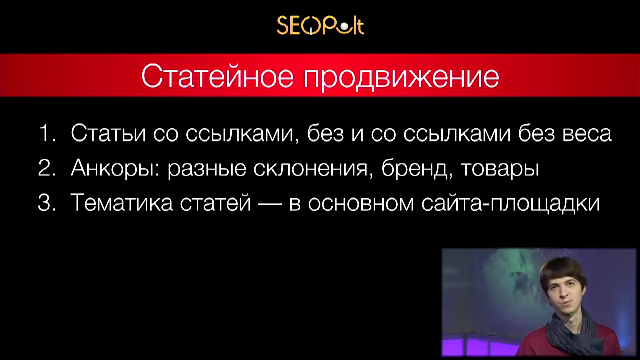 SEOPult
Статейное продвижение
1. Статьи со ссылками, без и со ссылками без веса
2. Анкоры: разные склонения, бренд, товары
3. Тематика статей — в основном сайта-площадки